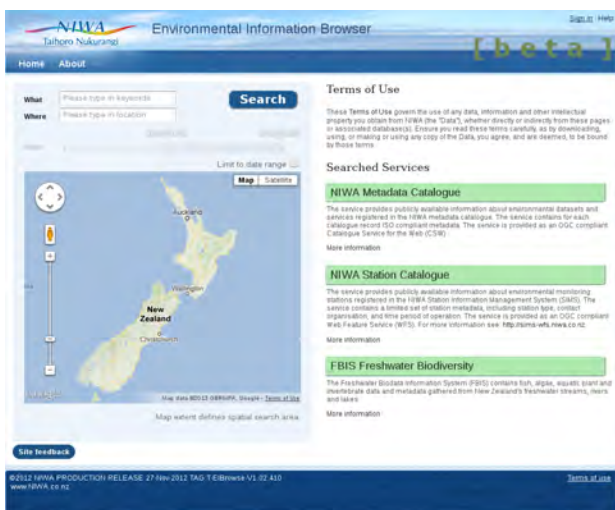 NIWA
Taihoro Nukurangi
Environmental Information Browser
Sign in Help
[beta]
Home About
What Please type in keywords
Where Please type in location
Search
Limit to date range
Map Satellite
Auckland
Wellington
New
Zealand
Christchurch
Map data ©2013 GBRMPA, Google - Terms of Use
Map extent defines spatial search area
Terms of Use
These Terms of Use govern the use of any data, information and other intellectual
property you obtain from NIWA (the "Data"), whether directly or indirectly from these pages
or associated database(s). Ensure you read these terms carefully, as by downloading,
using, or making or using any copy of the Data, you agree, and are deemed, to be bound
by those terms.
Searched Services
NIWA Metadata Catalogue
The service provides publicly available information about environmental datasets and
services registered in the NIWA metadata catalogue. The service contains for each
catalogue record ISO compliant metadata. The service is provided as an OGC compliant
Catalogue Service for the Web (CSW)
More information
NIWA Station Catalogue
The service provides publicly available information about environmental monitoring
stations registered in the NIWA Station Information Management System (SIMS). The
service contains a limited set of station metadata, including station type, contact
organisation, and time period of operation. The service is provided as an OGC compliant
Web Feature Service (WFS). For more information see: http://sims-wfs.niwa.co.nz
More information
FBIS Freshwater Biodiversity
The Freshwater Biodata Information System (FBIS) contains fish, algae, aquatic plant and
invertebrate data and metadata gathered from New Zealand's freshwater streams, rivers
and lakes
More information
Site feedback
©2012 NIWA PRODUCTION RELEASE 27-Nov-2012 TAG T-EIBrowse-V1.02.410
www.NIWA.co.nz
Terms of use